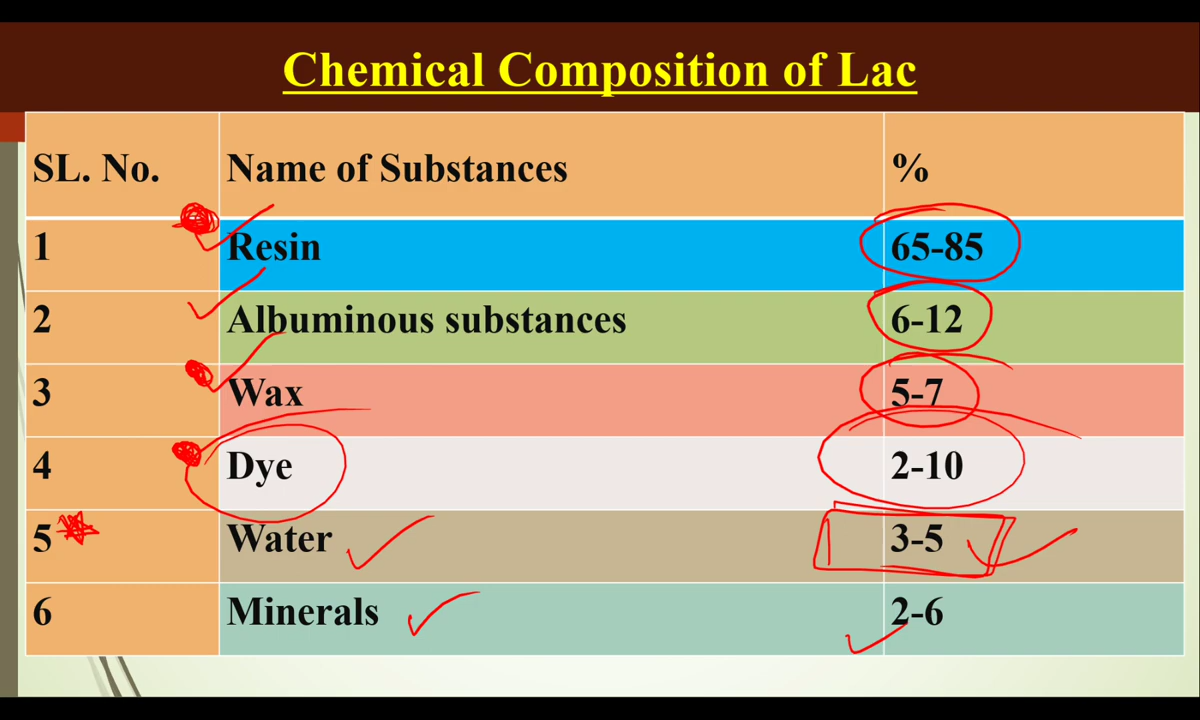 Chemical Composition of Lac
SL. No. Name of Substances %
1 Resin 65-85
2 Albuminous substances 6-12
3 Wax 5-7
4 Dye 2-10
5 Water 3-5
6 Minerals 2-6